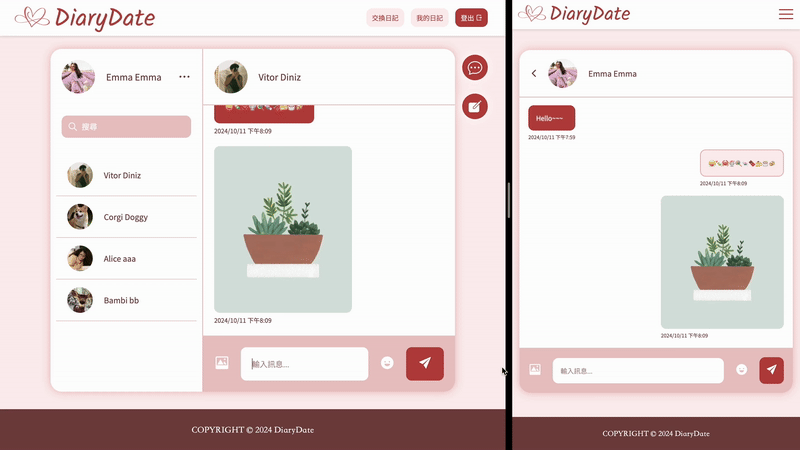 DiaryDate
交換日記
我的日記
登出
Emma Emma
搜尋
Vitor Diniz
Corgi Doggy
Alice aaa
Bambi bb
Vitor Diniz
2024/10/11 下午8:09
2024/10/11 下午8:09
輸入訊息...
COPYRIGHT © 2024 DiaryDate
DiaryDate
Emma Emma
Hello~~~
2024/10/11 下午7:59
2024/10/11 下午8:09
2024/10/11 下午8:09
輸入訊息...
COPYRIGHT © 2024 DiaryDate